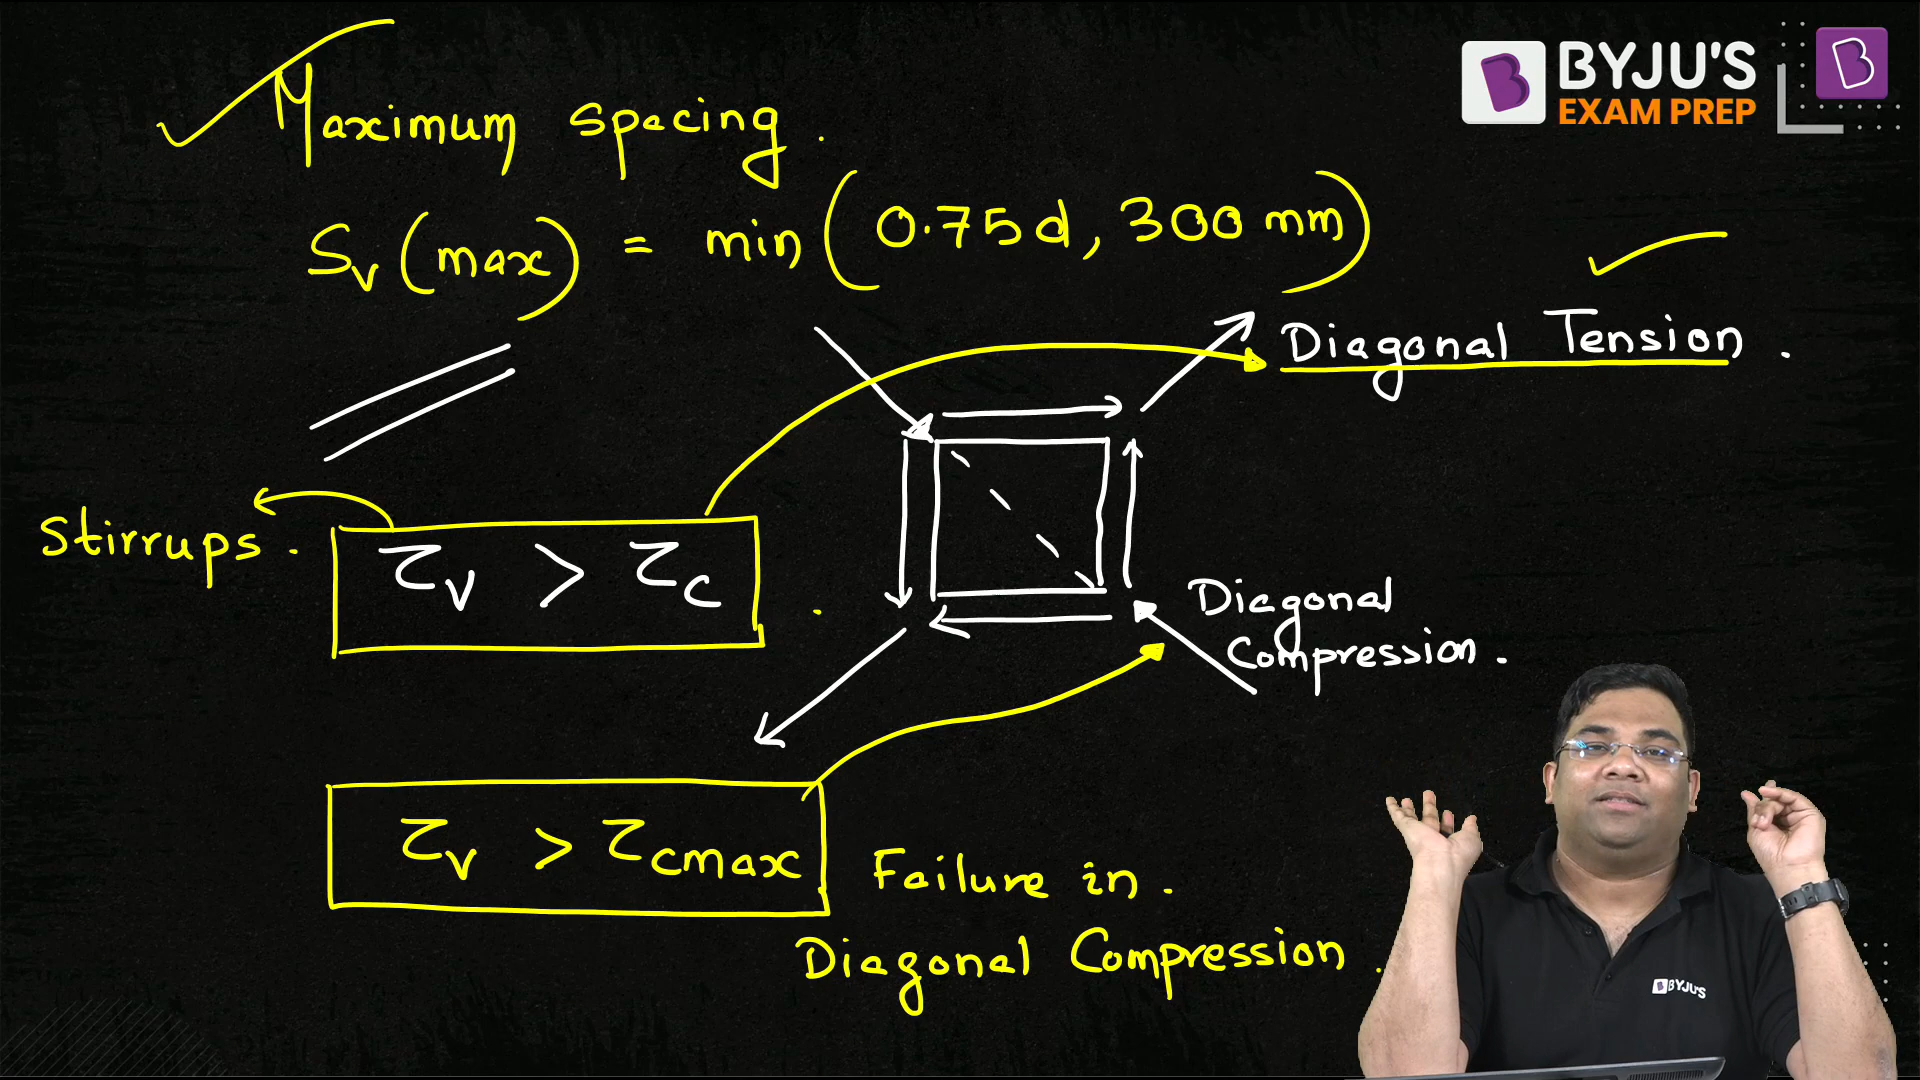 BYJU'S
EXAM PREP
Maximum spacing.
Sv (max) = min (0.75d, 300 mm)
Diagonal Tension.
Stirrups.
τv > τc
Diagonal
Compression.
τv > τcmax
Failure in.
Diagonal Compression.
BYJU'S